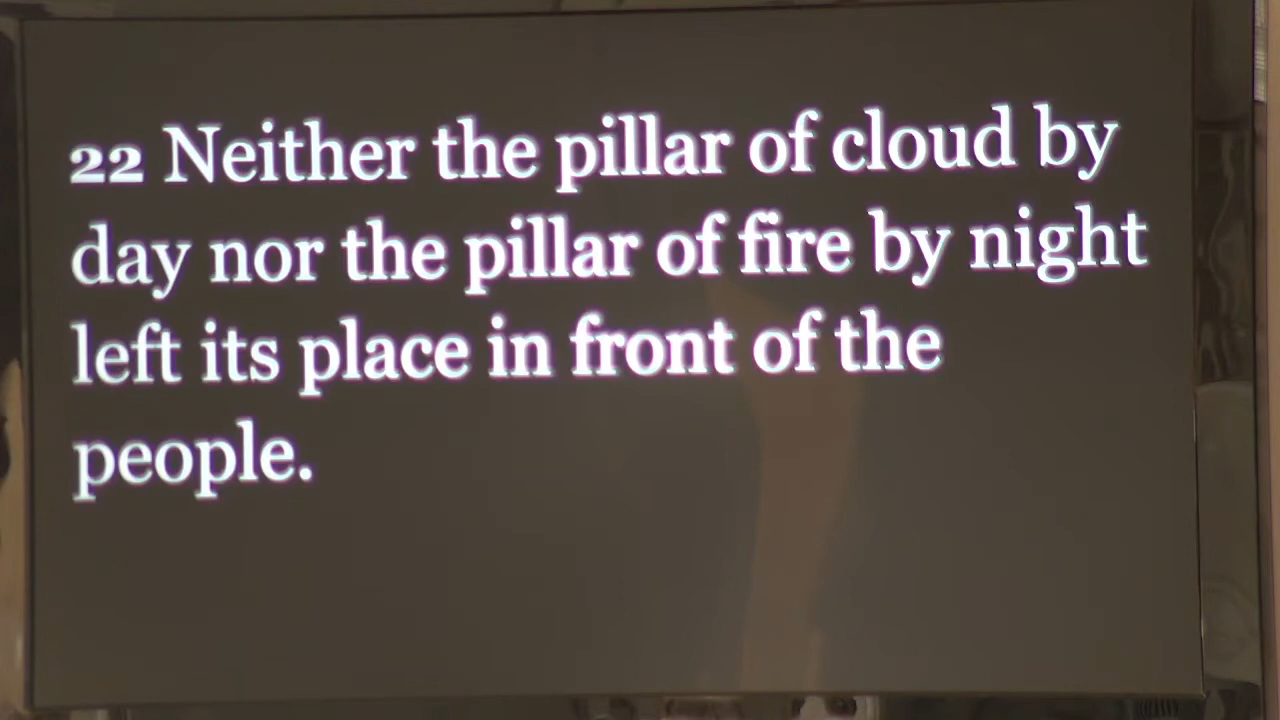 22 Neither the pillar of cloud by
day nor the pillar of fire by night
left its place in front of the
people.